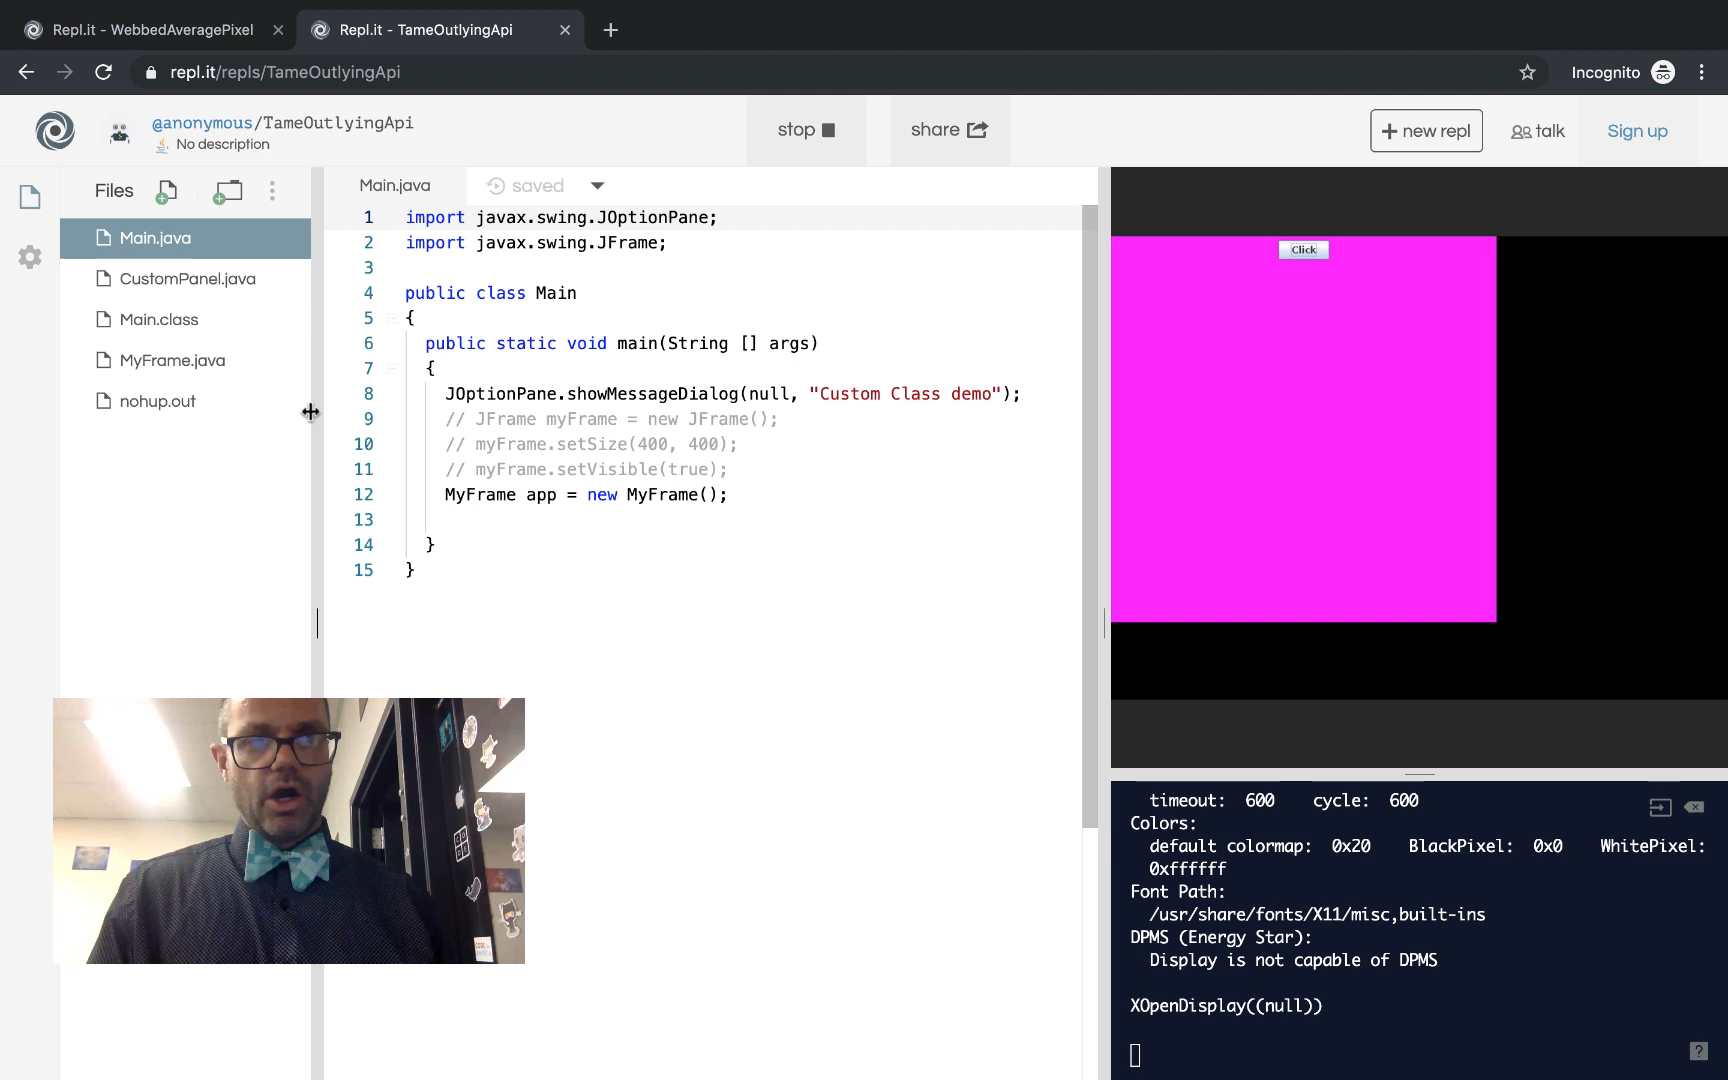 Repl.it - WebbedAveragePixel
Repl.it - TameOutlyingApi
repl.it/repls/TameOutlyingApi
Incognito
@anonymous/TameOutlyingApi
No description
stop
share
+ new repl
talk
Sign up
Files
Main.java
CustomPanel.java
Main.class
MyFrame.java
nohup.out
Main.java
saved
1 import javax.swing.JOptionPane;
2 import javax.swing.JFrame;
3
4 public class Main
5 {
6 public static void main(String [] args)
7 {
8 JOptionPane.showMessageDialog(null, "Custom Class demo");
9 // JFrame myFrame = new JFrame();
10 // myFrame.setSize(400, 400);
11 // myFrame.setVisible(true);
12 MyFrame app = new MyFrame();
13
14 }
15 }
Click
timeout: 600 cycle: 600
Colors:
default colormap: 0x20 BlackPixel: 0x0 WhitePixel:
0xffffff
Font Path:
/usr/share/fonts/X11/misc,built-ins
DPMS (Energy Star):
Display is not capable of DPMS
XOpenDisplay((null))
?